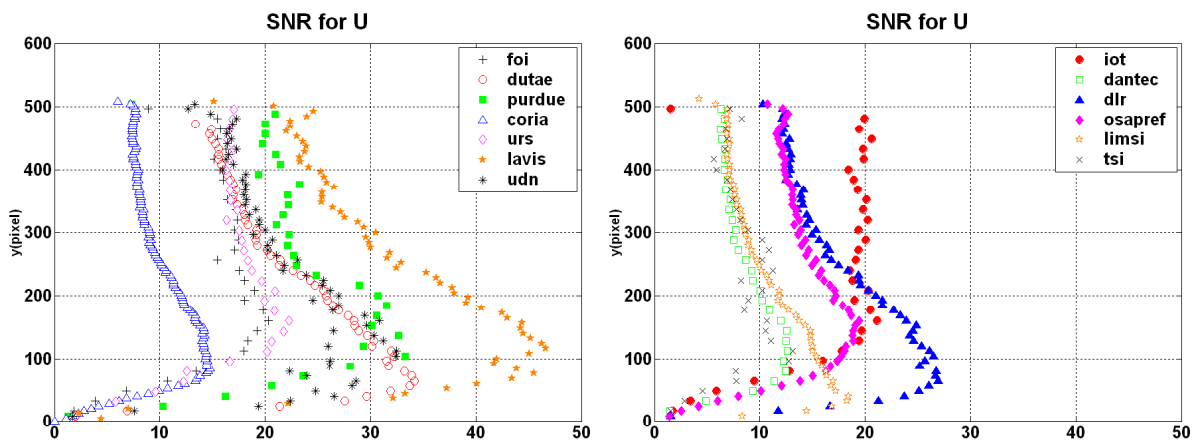 SNR for U
600
500
400
300
200
100
0
y(pixel)
0 10 20 30 40 50
foi
dutae
purdue
coria
urs
lavis
udn
SNR for U
600
500
400
300
200
100
0
y(pixel)
0 10 20 30 40 50
iot
dantec
dlr
osapref
limsi
tsi